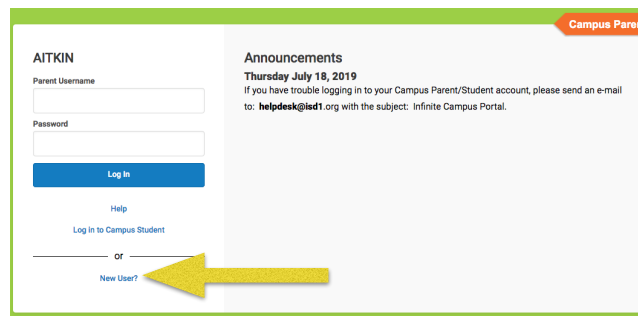 Campus Pare
AITKIN
Parent Username
Password
Log In
Help
Log in to Campus Student
or
New User?
Announcements
Thursday July 18, 2019
If you have trouble logging in to your Campus Parent/Student account, please send an e-mail
to: helpdesk@isd1.org with the subject: Infinite Campus Portal.